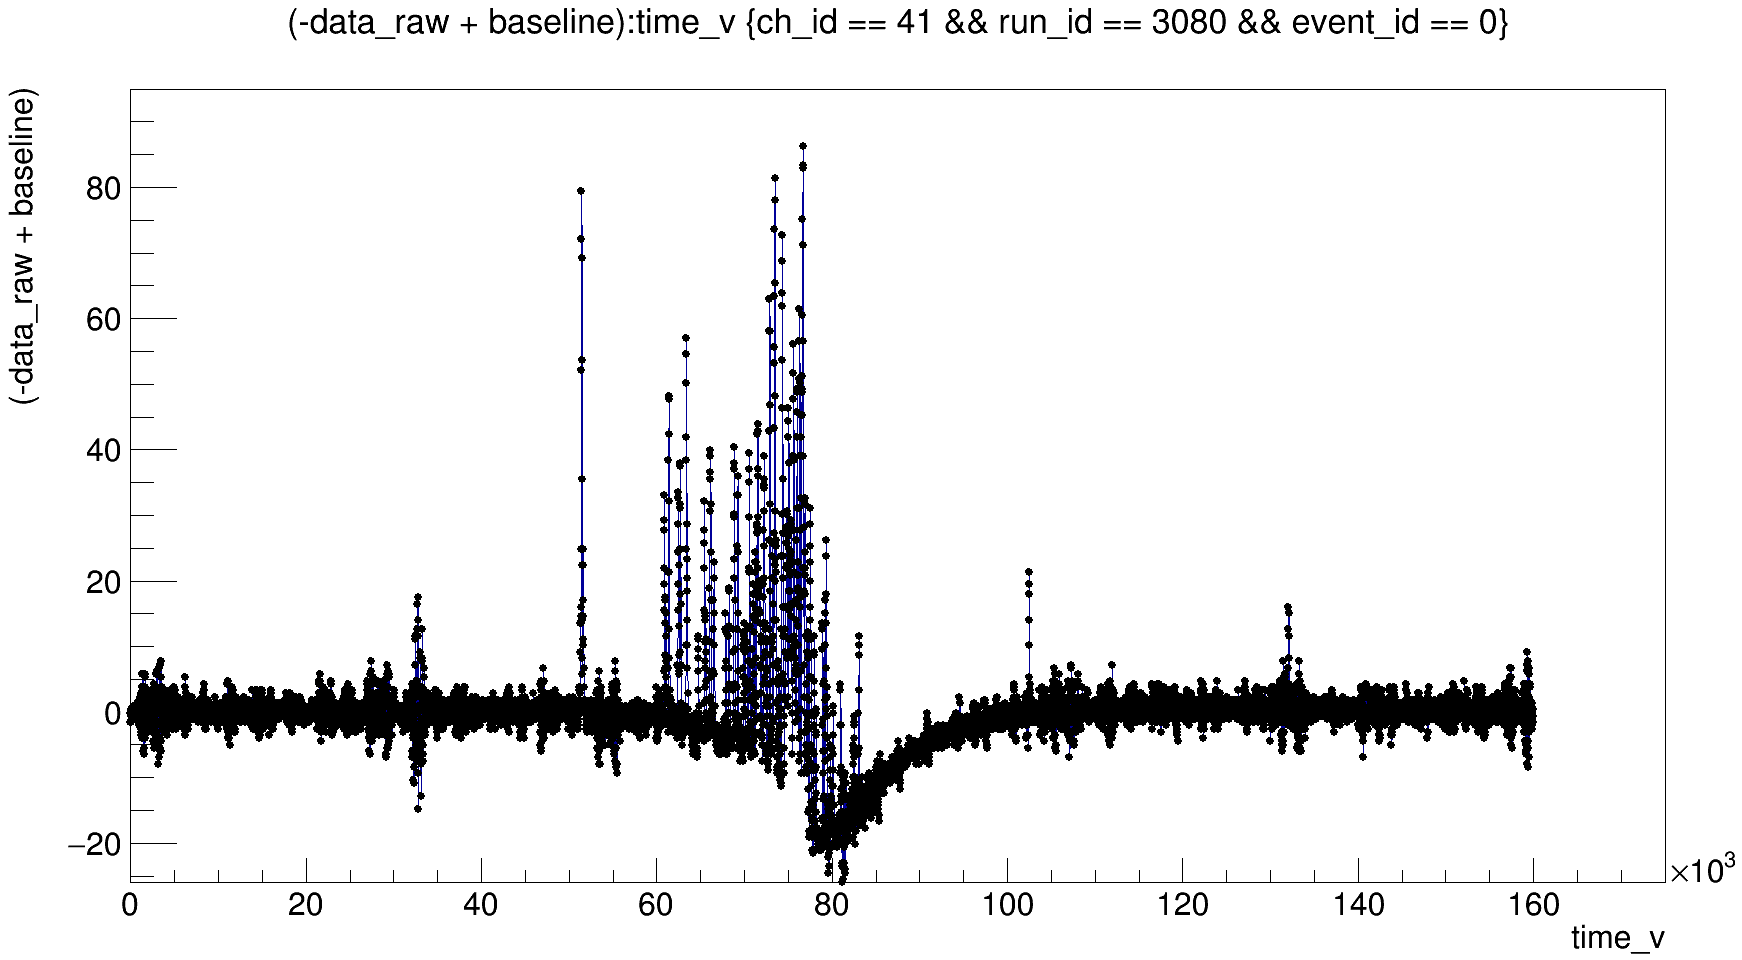 (-data_raw + baseline):time_v {ch_id == 41 && run_id == 3080 && event_id == 0}
(-data_raw + baseline)
80
60
40
20
0
−20
0 20 40 60 80 100 120 140 160
×10³
time_v